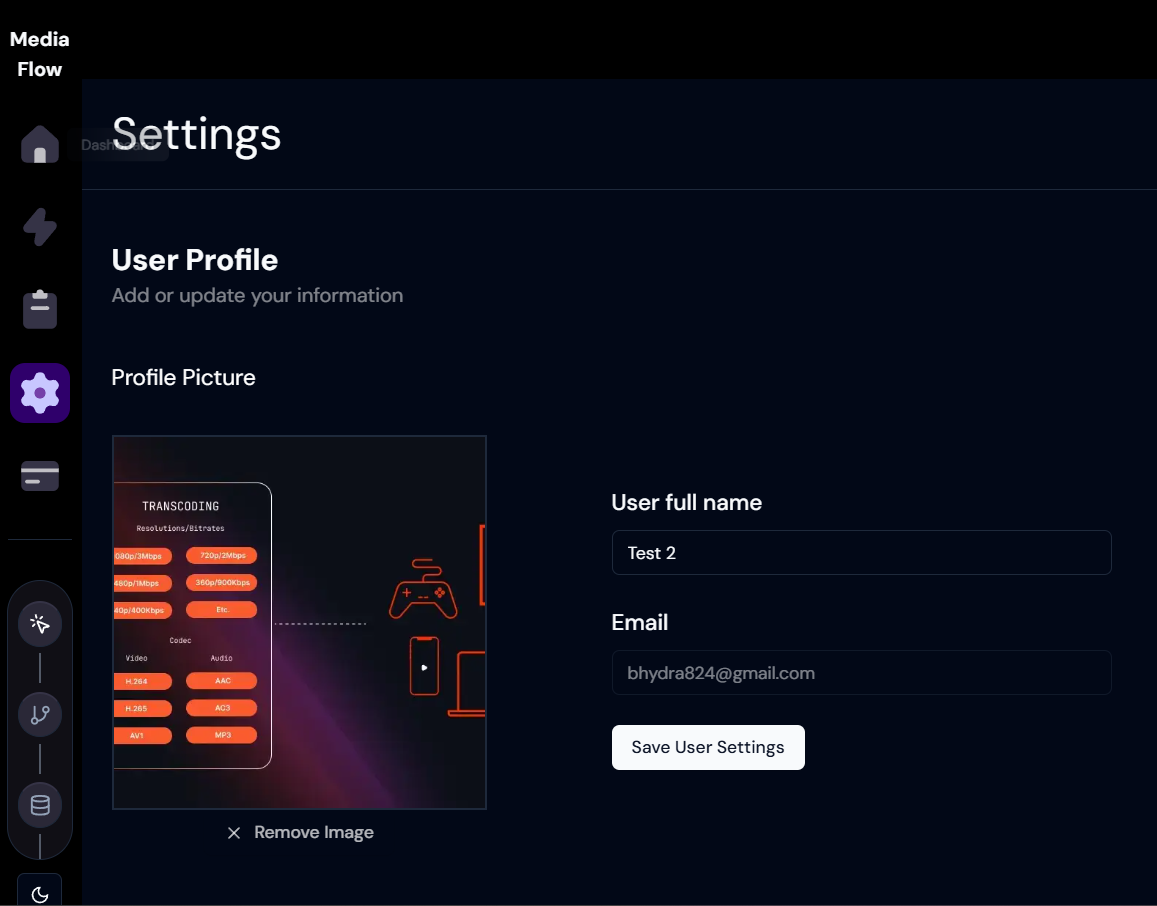 Media
Flow
Dashboard
Settings
User Profile
Add or update your information
Profile Picture
TRANSCODING
Resolutions/Bitrates
080p/3Mbps 720p/2Mbps
480p/1Mbps 360p/900Kbps
40p/400Kbps Etc.
Codec
Video Audio
H.264 AAC
H.265 AC3
AV1 MP3
Remove Image
User full name
Test 2
Email
bhydra824@gmail.com
Save User Settings